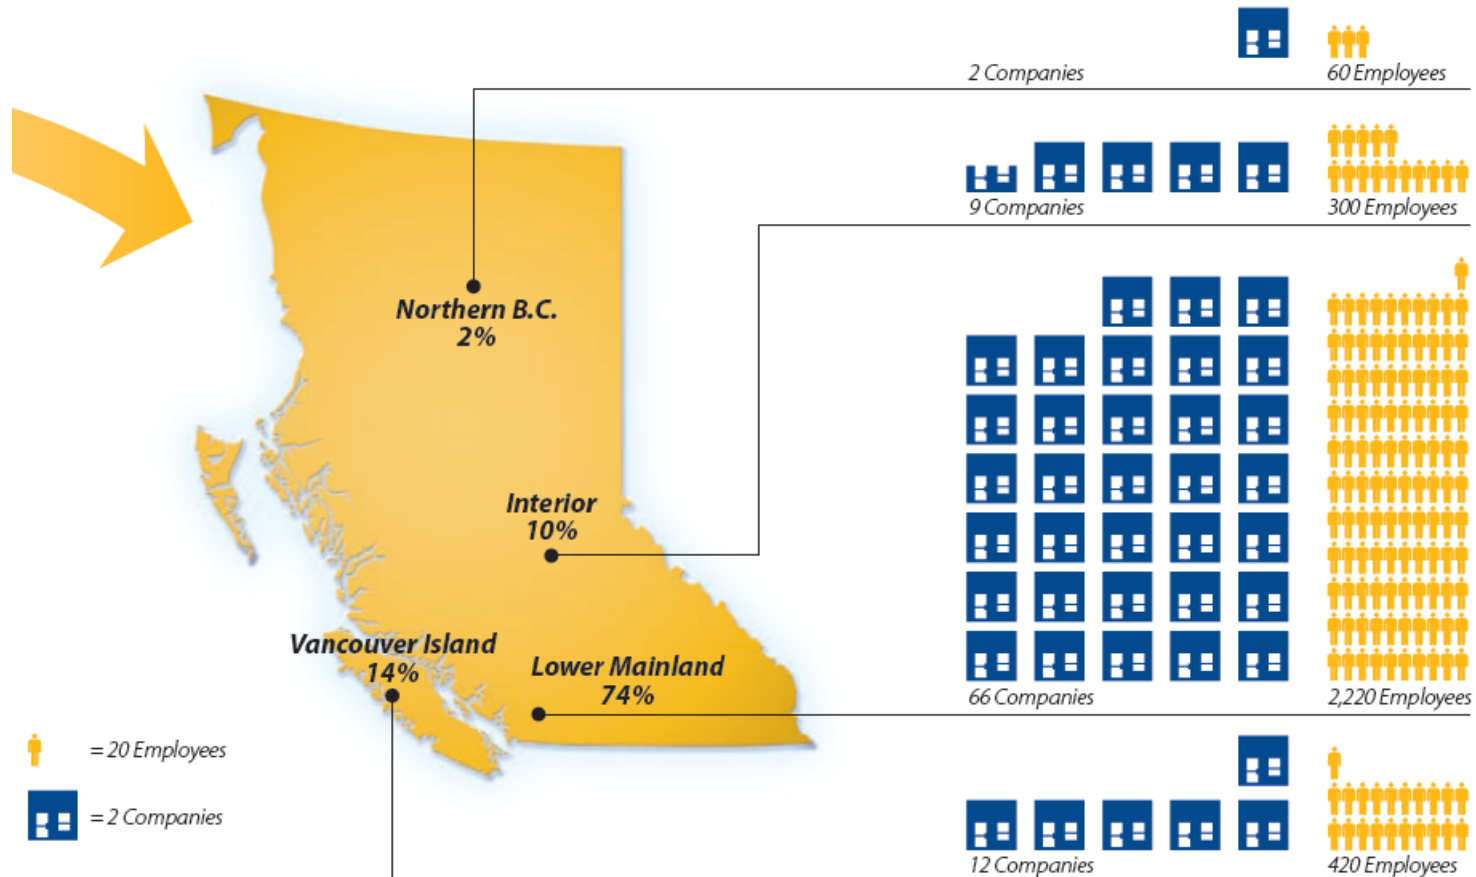 2 Companies
60 Employees
9 Companies
300 Employees
Northern B.C.
2%
Interior
10%
Vancouver Island
14%
Lower Mainland
74%
66 Companies
2,220 Employees
= 20 Employees
= 2 Companies
12 Companies
420 Employees